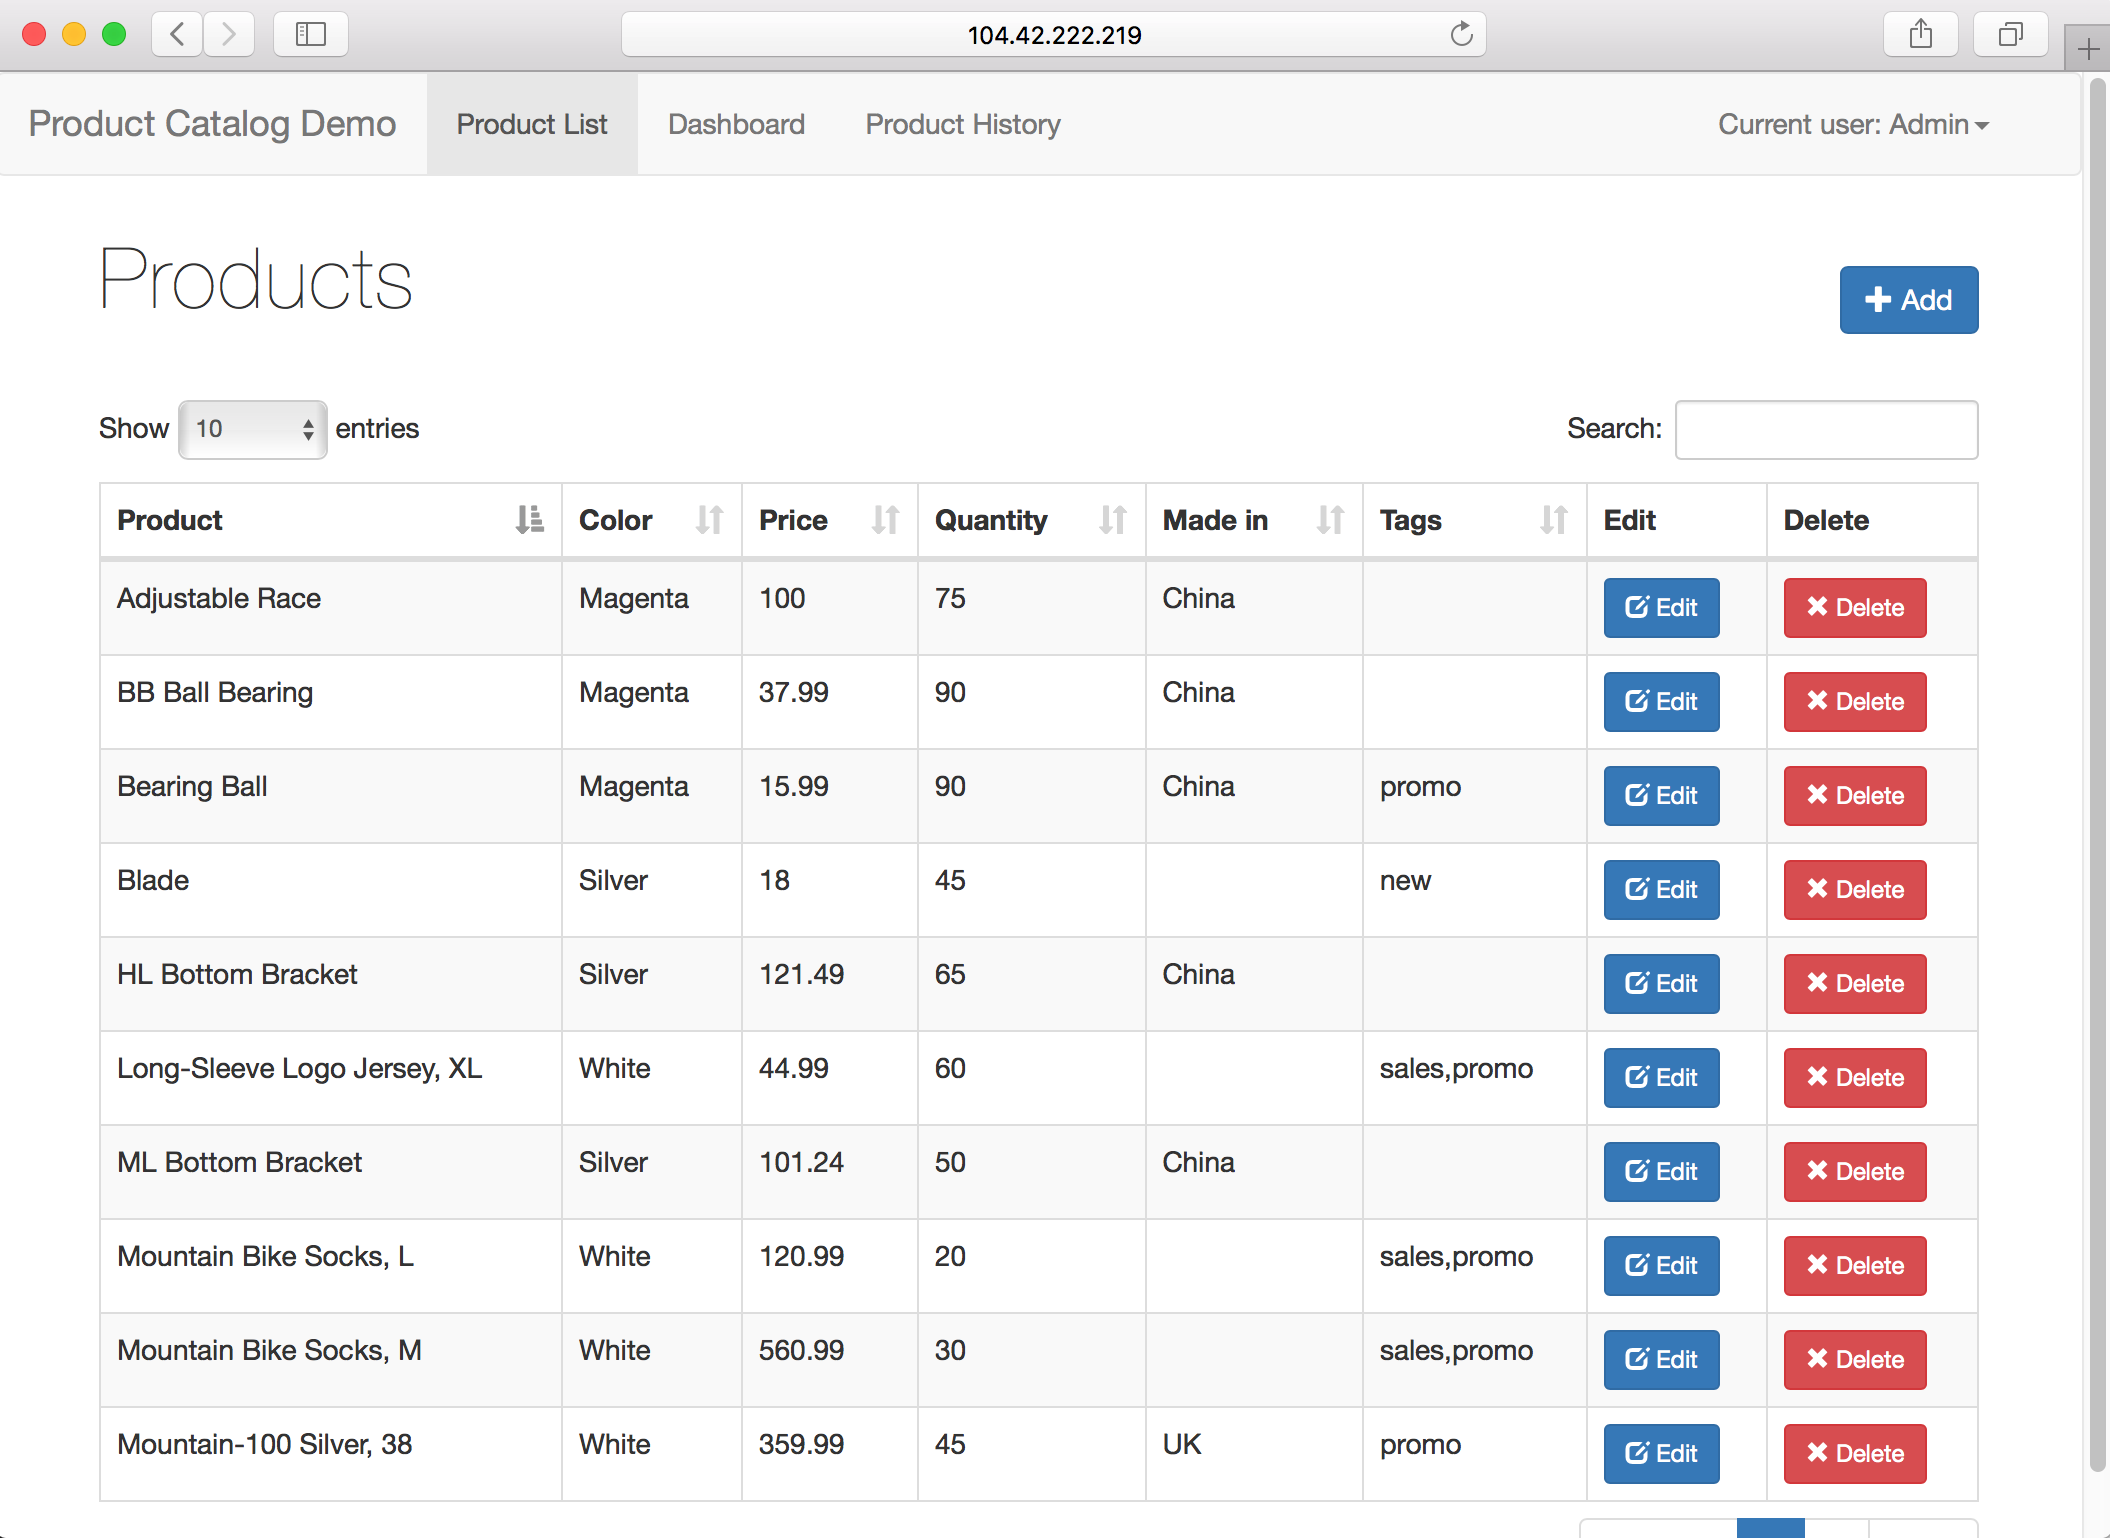 104.42.222.219
Product Catalog Demo Product List Dashboard Product History Current user: Admin
Products
Add
Show 10 entries Search:
Product Color Price Quantity Made in Tags Edit Delete
Adjustable Race Magenta 100 75 China Edit Delete
BB Ball Bearing Magenta 37.99 90 China Edit Delete
Bearing Ball Magenta 15.99 90 China promo Edit Delete
Blade Silver 18 45 new Edit Delete
HL Bottom Bracket Silver 121.49 65 China Edit Delete
Long-Sleeve Logo Jersey, XL White 44.99 60 sales,promo Edit Delete
ML Bottom Bracket Silver 101.24 50 China Edit Delete
Mountain Bike Socks, L White 120.99 20 sales,promo Edit Delete
Mountain Bike Socks, M White 560.99 30 sales,promo Edit Delete
Mountain-100 Silver, 38 White 359.99 45 UK promo Edit Delete